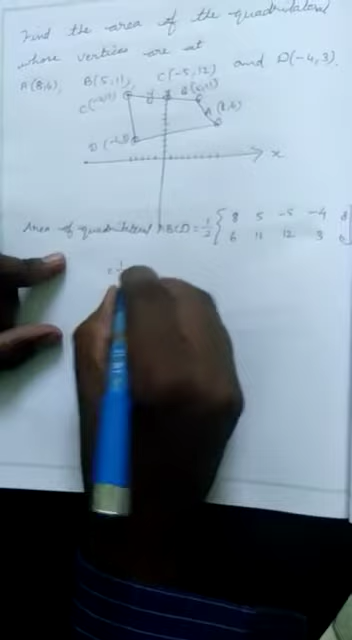 Find the area of the quadrilateral
whose vertices are at
A(8,6), B(5,11), C(-5,12) and D(-4,3).
C(-5,12) y B(5,11)
A(8,6)
D(-4,3)
x
Area of quadrilateral ABCD = 1/2 { 8 5 -5 -4 8
6 11 12 3 6 }
= 1